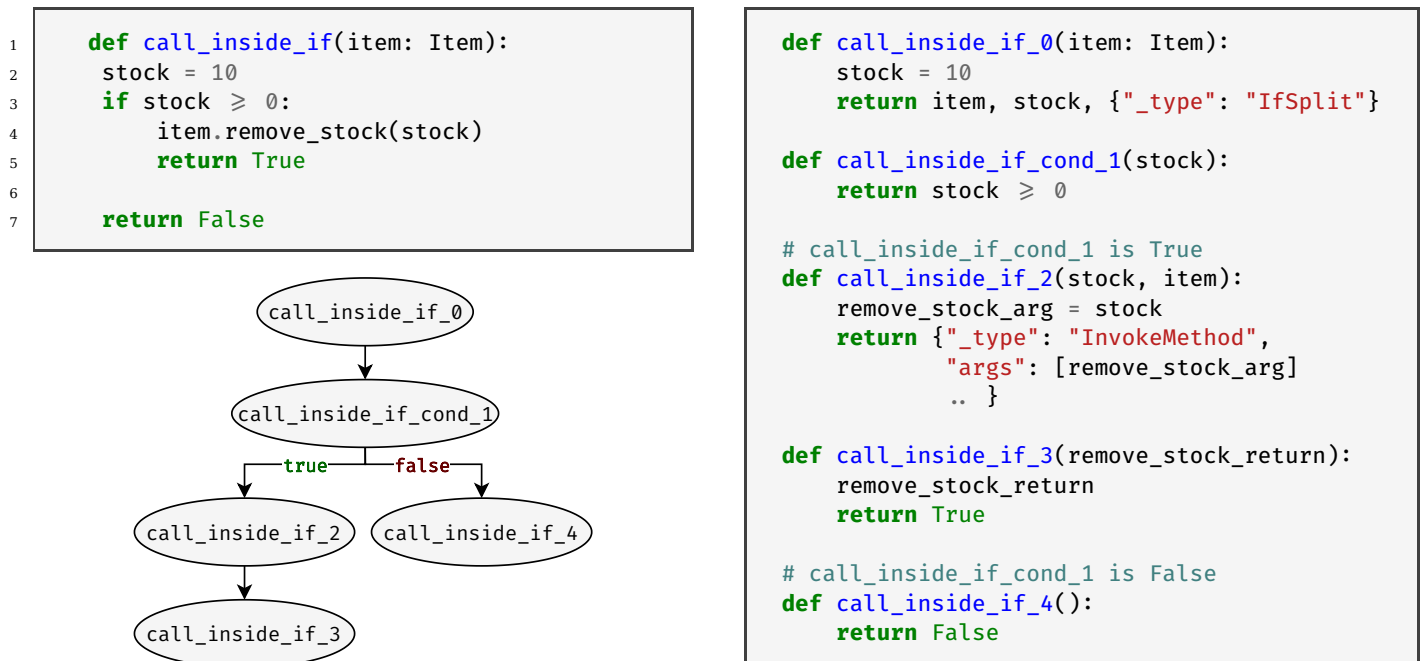 1     def call_inside_if(item: Item):
2      stock = 10
3      if stock ⩾ 0:
4          item.remove_stock(stock)
5          return True
6
7      return False
call_inside_if_0
call_inside_if_cond_1
true
false
call_inside_if_2
call_inside_if_4
call_inside_if_3
def call_inside_if_0(item: Item):
    stock = 10
    return item, stock, {"_type": "IfSplit"}
def call_inside_if_cond_1(stock):
    return stock ⩾ 0
# call_inside_if_cond_1 is True
def call_inside_if_2(stock, item):
    remove_stock_arg = stock
    return {"_type": "InvokeMethod",
            "args": [remove_stock_arg]
            .. }
def call_inside_if_3(remove_stock_return):
    remove_stock_return
    return True
# call_inside_if_cond_1 is False
def call_inside_if_4():
    return False